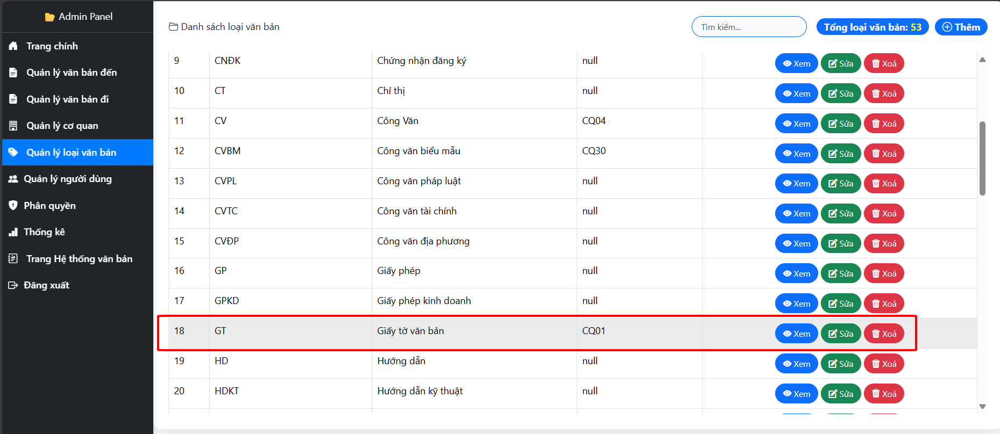 Admin Panel
Trang chính
Quản lý văn bản đến
Quản lý văn bản đi
Quản lý cơ quan
Quản lý loại văn bản
Quản lý người dùng
Phân quyền
Thống kê
Trang Hệ thống văn bản
Đăng xuất
Danh sách loại văn bản
Tìm kiếm...
Tổng loại văn bản: 53
Thêm
9 CNĐK Chứng nhận đăng ký null Xem Sửa Xoá
10 CT Chỉ thị null Xem Sửa Xoá
11 CV Công Văn CQ04 Xem Sửa Xoá
12 CVBM Công văn biểu mẫu CQ30 Xem Sửa Xoá
13 CVPL Công văn pháp luật null Xem Sửa Xoá
14 CVTC Công văn tài chính null Xem Sửa Xoá
15 CVĐP Công văn địa phương null Xem Sửa Xoá
16 GP Giấy phép null Xem Sửa Xoá
17 GPKD Giấy phép kinh doanh null Xem Sửa Xoá
18 GT Giấy tờ văn bản CQ01 Xem Sửa Xoá
19 HD Hướng dẫn null Xem Sửa Xoá
20 HDKT Hướng dẫn kỹ thuật null Xem Sửa Xoá